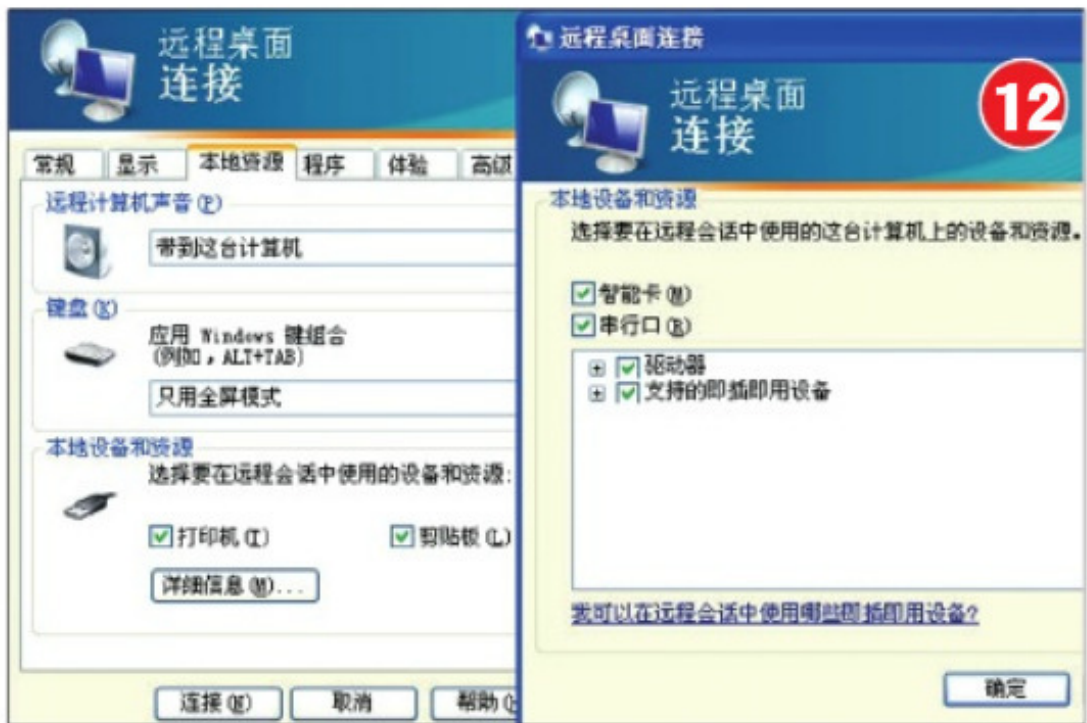 远程桌面
连接
常规
显示
本地资源
程序
体验
高级
远程计算机声音(P)
带到这台计算机
键盘(K)
应用 Windows 键组合
(例如，ALT+TAB)
只用全屏模式
本地设备和资源
选择要在远程会话中使用的设备和资源:
打印机(T)
剪贴板(L)
详细信息(M)...
连接(N)
取消
帮助(
远程桌面连接
远程桌面
连接
12
本地设备和资源
选择要在远程会话中使用的这台计算机上的设备和资源。
智能卡(M)
串行口(R)
驱动器
支持的即插即用设备
我可以在远程会话中使用哪些即插即用设备?
确定